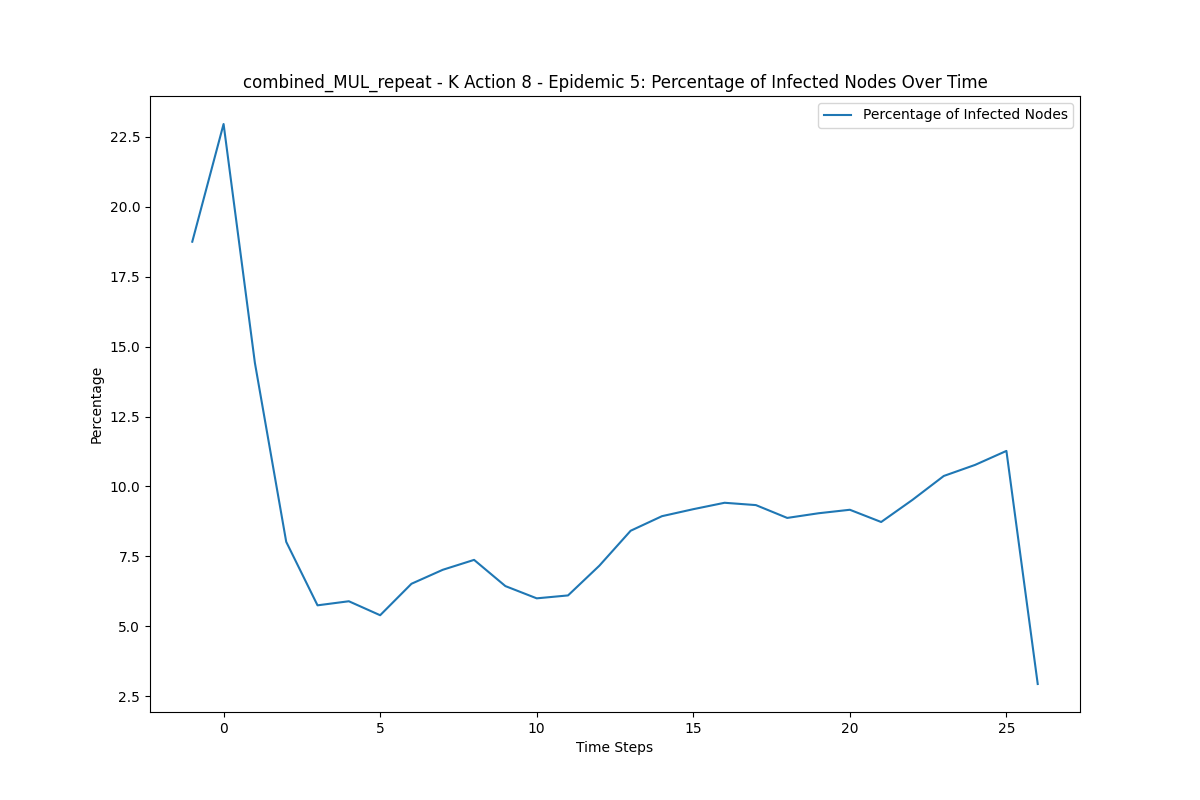 combined_MUL_repeat - K Action 8 - Epidemic 5: Percentage of Infected Nodes Over Time
Percentage of Infected Nodes
22.5
20.0
17.5
15.0
12.5
10.0
7.5
5.0
2.5
Percentage
0 5 10 15 20 25
Time Steps